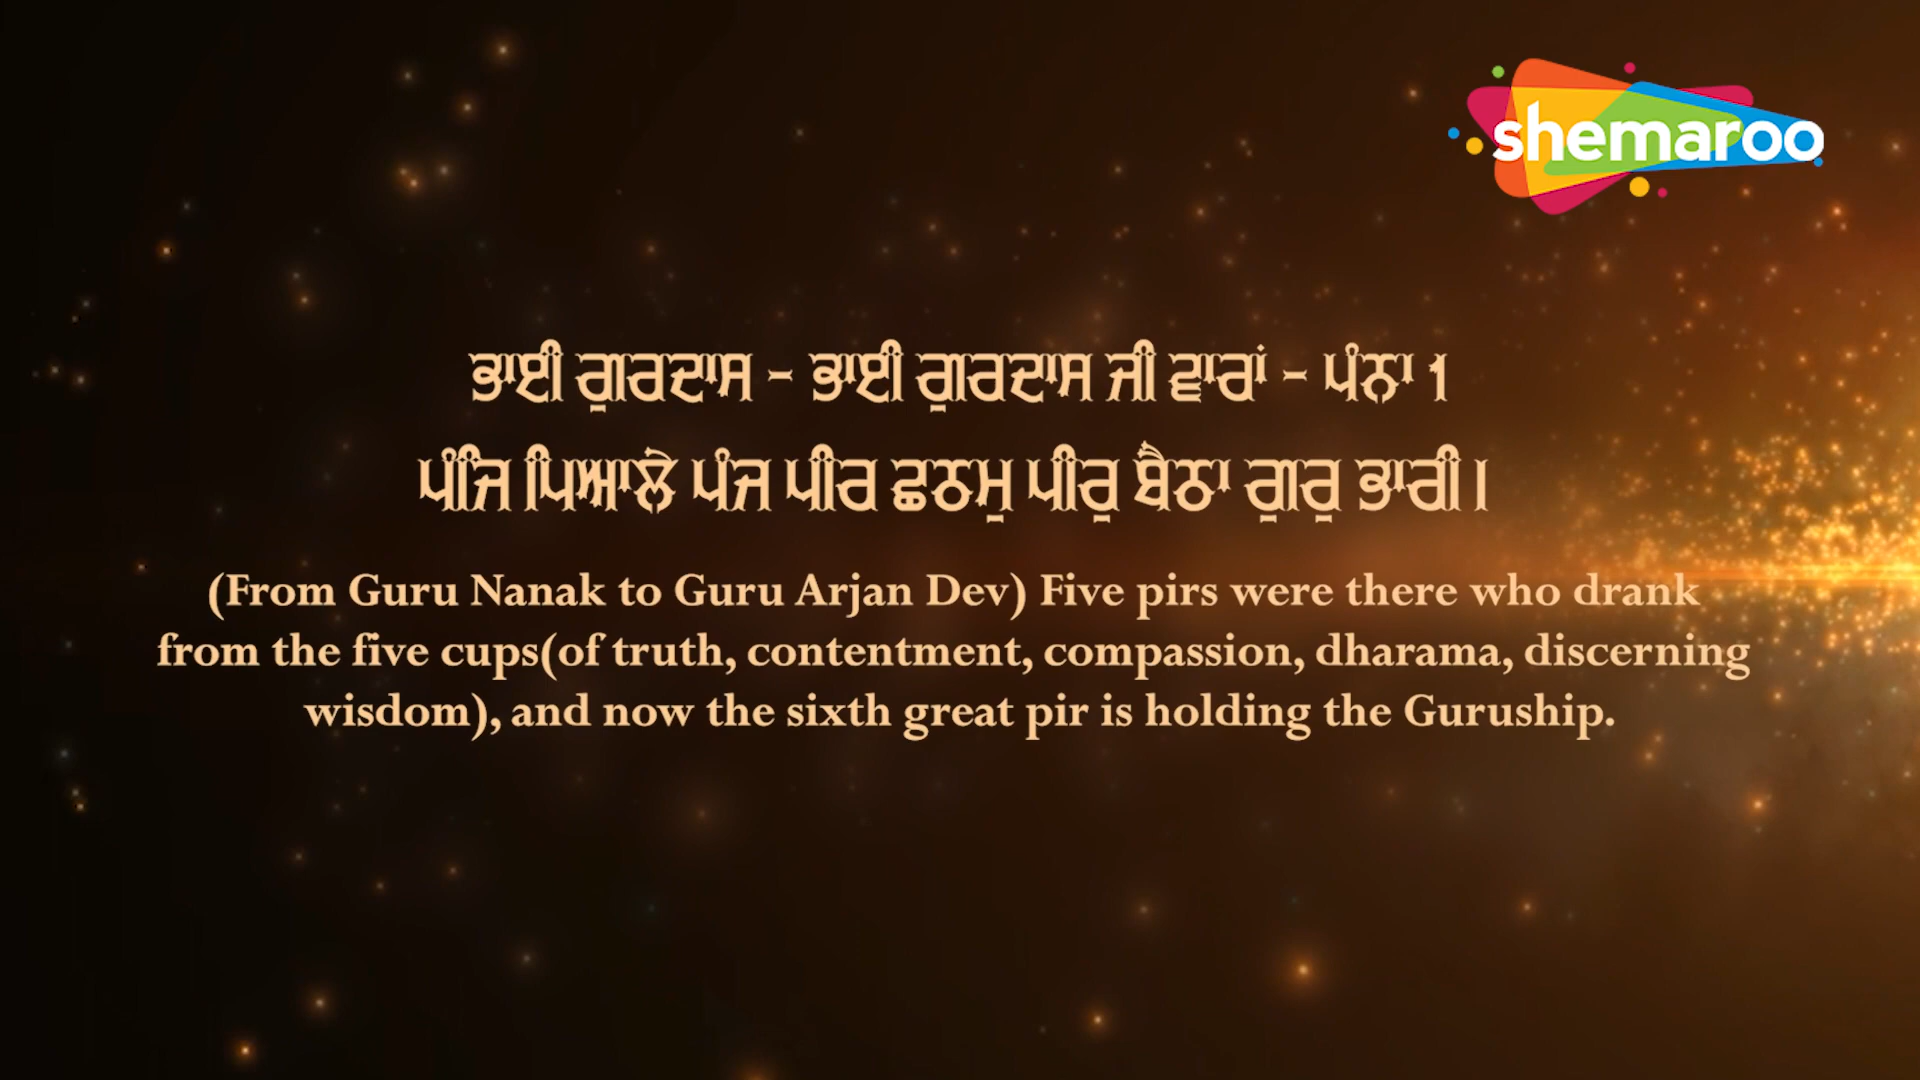 shemaroo
ਭਾਈ ਗੁਰਦਾਸ - ਭਾਈ ਗੁਰਦਾਸ ਜੀ ਵਾਰਾਂ - ਪੰਨਾ 1
ਪੰਜਿ ਪਿਆਲੇ ਪੰਜ ਪੀਰ ਛਠਮੁ ਪੀਰੁ ਬੈਠਾ ਗੁਰੁ ਭਾਰੀ।
(From Guru Nanak to Guru Arjan Dev) Five pirs were there who drank
from the five cups(of truth, contentment, compassion, dharama, discerning
wisdom), and now the sixth great pir is holding the Guruship.